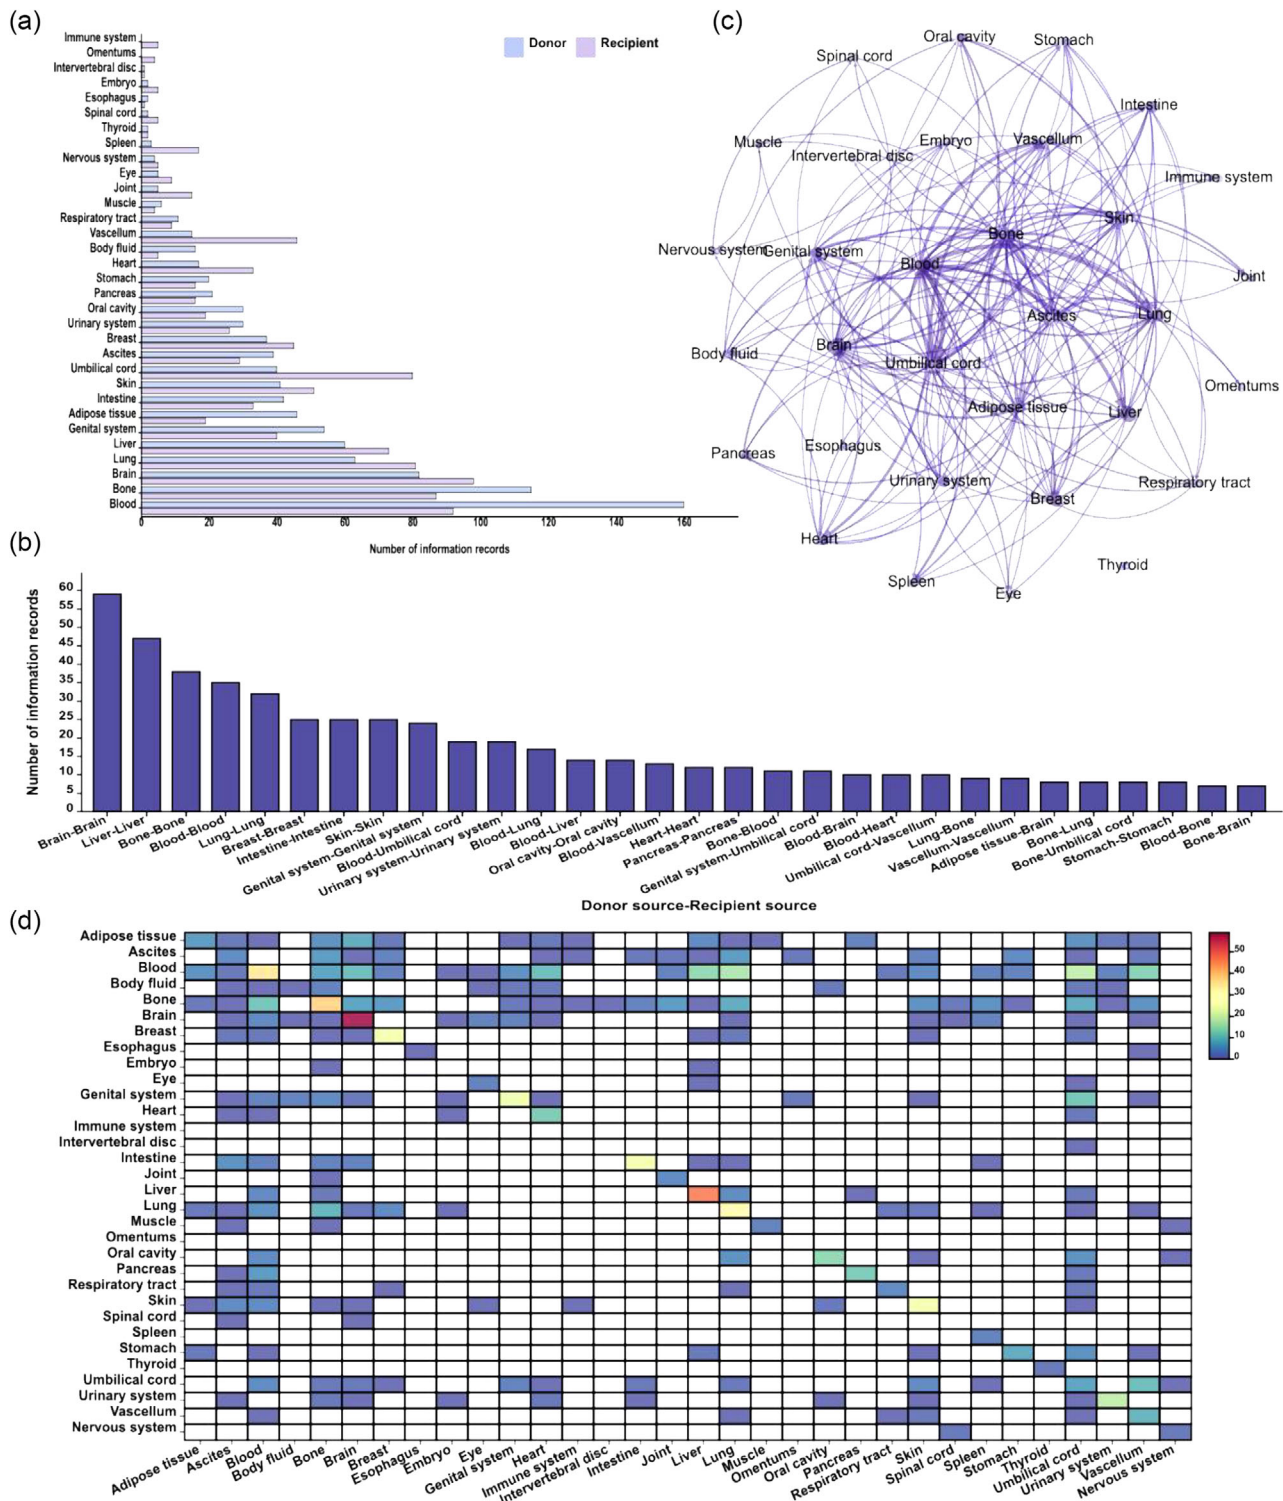 (a)
Immune system
Omentums
Intervertebral disc
Embryo
Esophagus
Spinal cord
Thyroid
Spleen
Nervous system
Eye
Joint
Muscle
Respiratory tract
Vascellum
Body fluid
Heart
Stomach
Pancreas
Oral cavity
Urinary system
Breast
Ascites
Umbilical cord
Skin
Intestine
Adipose tissue
Genital system
Liver
Lung
Brain
Bone
Blood
0 20 40 60 80 100 120 140 160
Number of information records
Donor Recipient
(c)
Oral cavity
Stomach
Spinal cord
Intestine
Muscle
Embryo
Vascellum
Intervertebral disc
Immune system
Skin
Bone
Nervous system
Genital system
Blood
Joint
Ascites
Lung
Brain
Body fluid
Umbilical cord
Omentums
Adipose tissue
Liver
Esophagus
Pancreas
Urinary system
Respiratory tract
Breast
Heart
Thyroid
Spleen
Eye
(b)
Number of information records
60
55
50
45
40
35
30
25
20
15
10
5
0
Brain-Brain
Liver-Liver
Bone-Bone
Blood-Blood
Lung-Lung
Breast-Breast
Intestine-Intestine
Skin-Skin
Genital system-Genital system
Blood-Umbilical cord
Urinary system-Urinary system
Blood-Lung
Blood-Liver
Oral cavity-Oral cavity
Blood-Vascellum
Heart-Heart
Pancreas-Pancreas
Bone-Blood
Genital system-Umbilical cord
Blood-Brain
Blood-Heart
Umbilical cord-Vascellum
Lung-Bone
Vascellum-Vascellum
Adipose tissue-Brain
Bone-Lung
Bone-Umbilical cord
Stomach-Stomach
Blood-Bone
Bone-Brain
Donor source-Recipient source
(d)
Adipose tissue
Ascites
Blood
Body fluid
Bone
Brain
Breast
Esophagus
Embryo
Eye
Genital system
Heart
Immune system
Intervertebral disc
Intestine
Joint
Liver
Lung
Muscle
Omentums
Oral cavity
Pancreas
Respiratory tract
Skin
Spinal cord
Spleen
Stomach
Thyroid
Umbilical cord
Urinary system
Vascellum
Nervous system
Adipose tissue
Ascites
Blood
Body fluid
Bone
Brain
Breast
Esophagus
Embryo
Eye
Genital system
Heart
Immune system
Intervertebral disc
Intestine
Joint
Liver
Lung
Muscle
Omentums
Oral cavity
Pancreas
Respiratory tract
Skin
Spinal cord
Spleen
Stomach
Thyroid
Umbilical cord
Urinary system
Vascellum
Nervous system
50
40
30
20
10
0